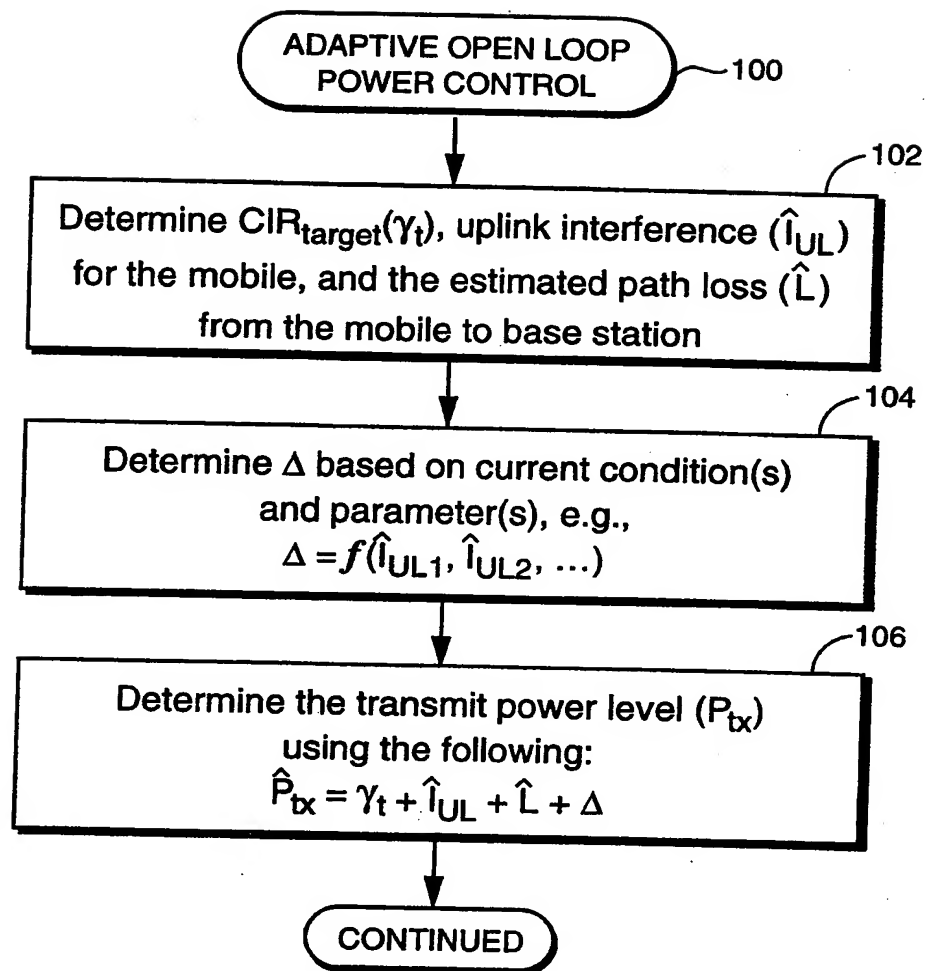 ADAPTIVE OPEN LOOP
POWER CONTROL
100
102
Determine CIR_target(γ_t), uplink interference (Î_UL)
for the mobile, and the estimated path loss (L̂)
from the mobile to base station
104
Determine Δ based on current condition(s)
and parameter(s), e.g.,
Δ = f(Î_UL1, Î_UL2, ...)
106
Determine the transmit power level (P_tx)
using the following:
P̂_tx = γ_t + Î_UL + L̂ + Δ
CONTINUED